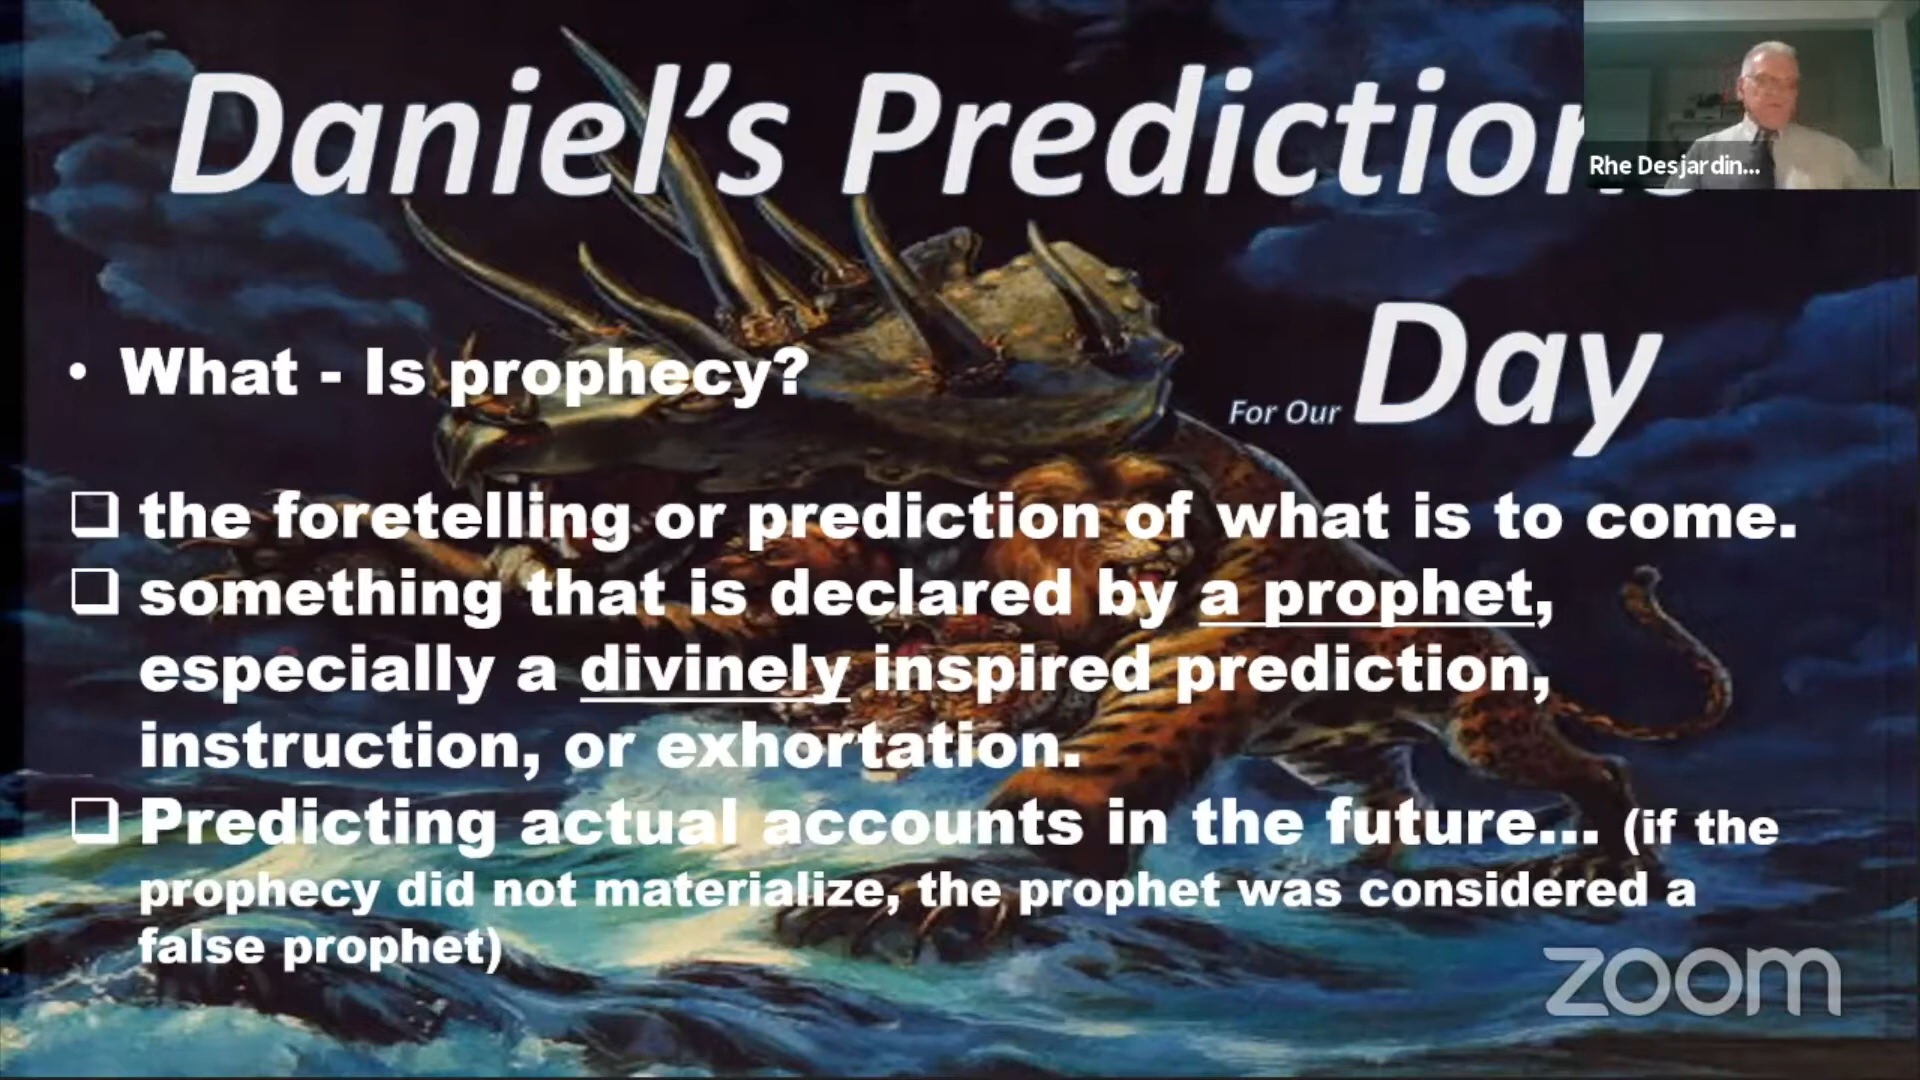 Daniel's Prediction
Rhe Desjardin...
For Our Day
• What - Is prophecy?
❑ the foretelling or prediction of what is to come.
❑ something that is declared by a prophet,
especially a divinely inspired prediction,
instruction, or exhortation.
❑ Predicting actual accounts in the future... (if the
prophecy did not materialize, the prophet was considered a
false prophet)
zoom